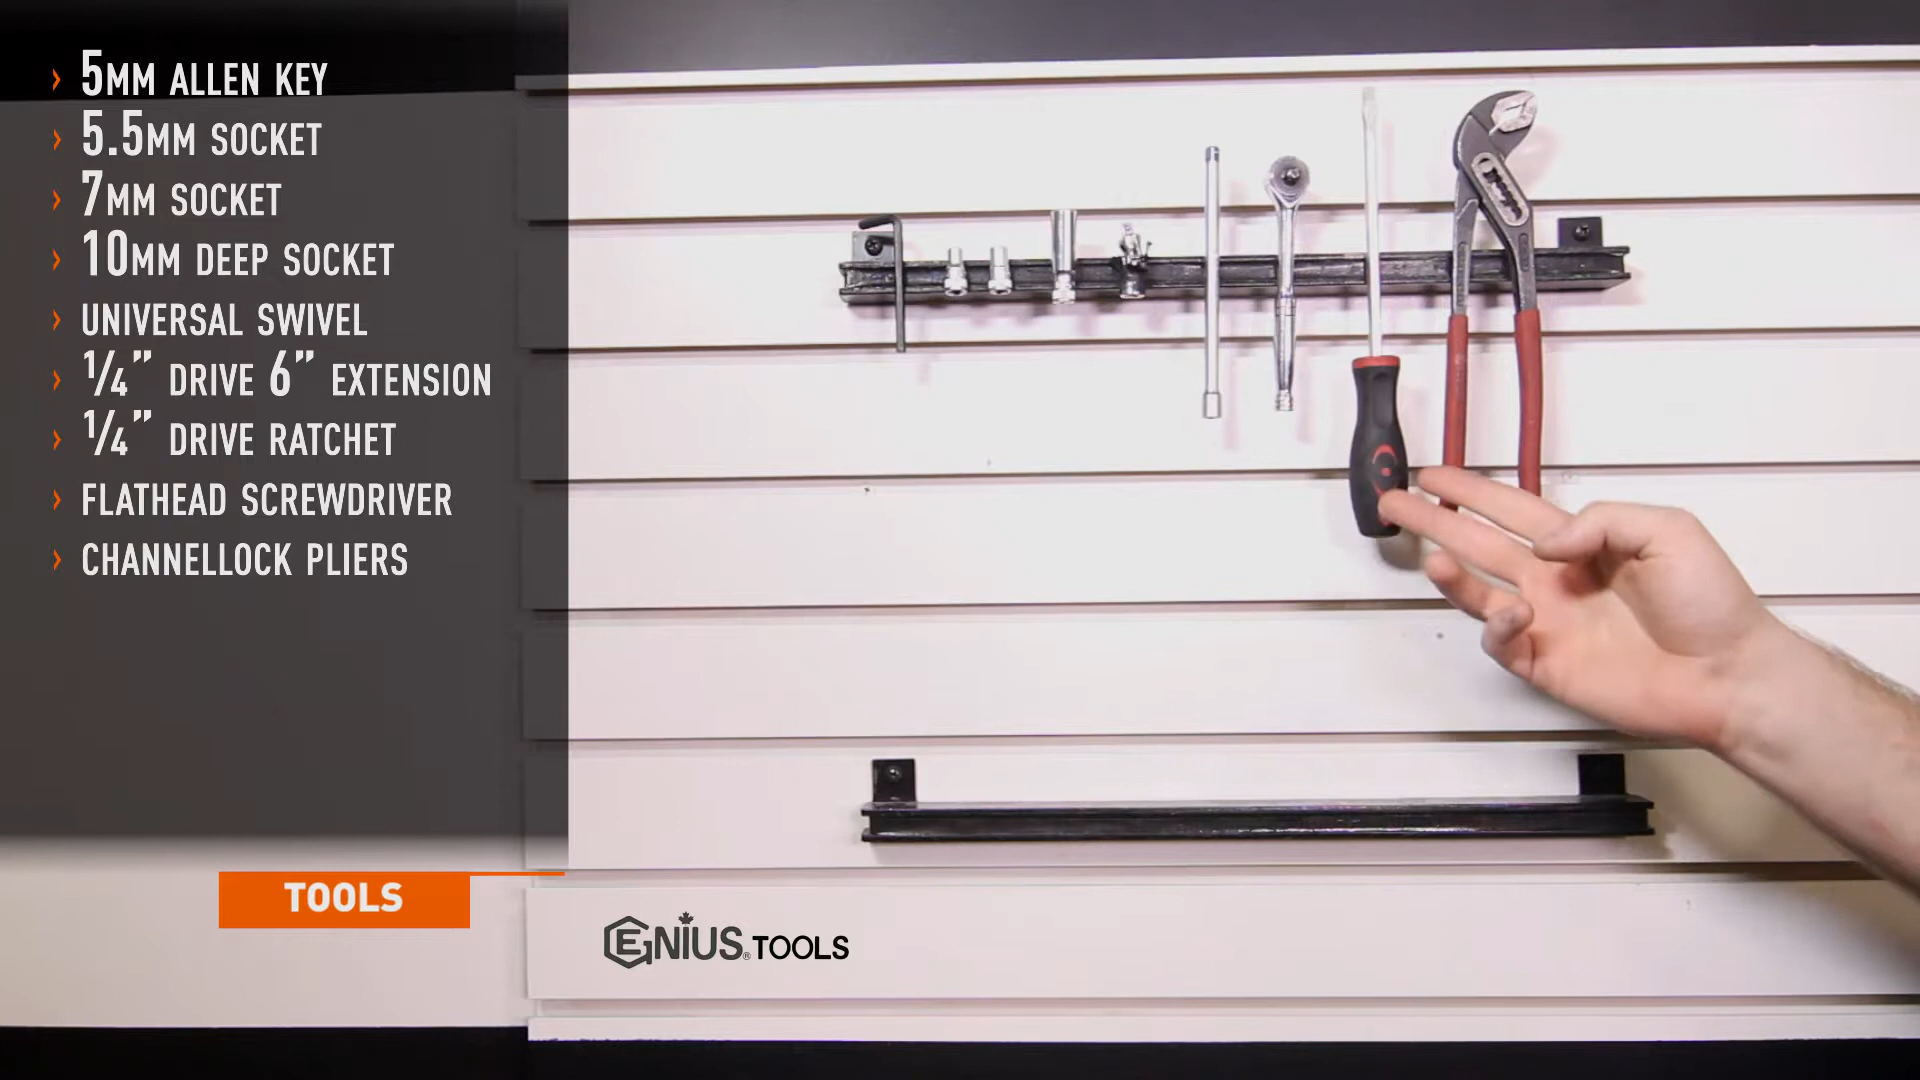 › 5MM ALLEN KEY
› 5.5MM SOCKET
› 7MM SOCKET
› 10MM DEEP SOCKET
› UNIVERSAL SWIVEL
› ¼” DRIVE 6” EXTENSION
› ¼” DRIVE RATCHET
› FLATHEAD SCREWDRIVER
› CHANNELLOCK PLIERS
TOOLS
GENIUS® TOOLS